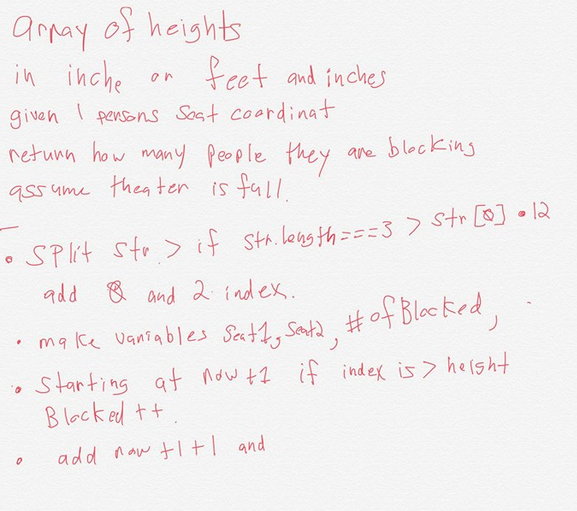 array of heights
in inche or feet and inches
given 1 persons Seat coordinat
return how many People they are blocking
assume theater is full.
• SPlit str. > if str.length===3 > str[0] • 12
add 0 and 2 index.
• make variables Seat1, Seat2, # of Blocked,
• Starting at row +1 if index is > height
Blocked ++.
• add row +1+1 and